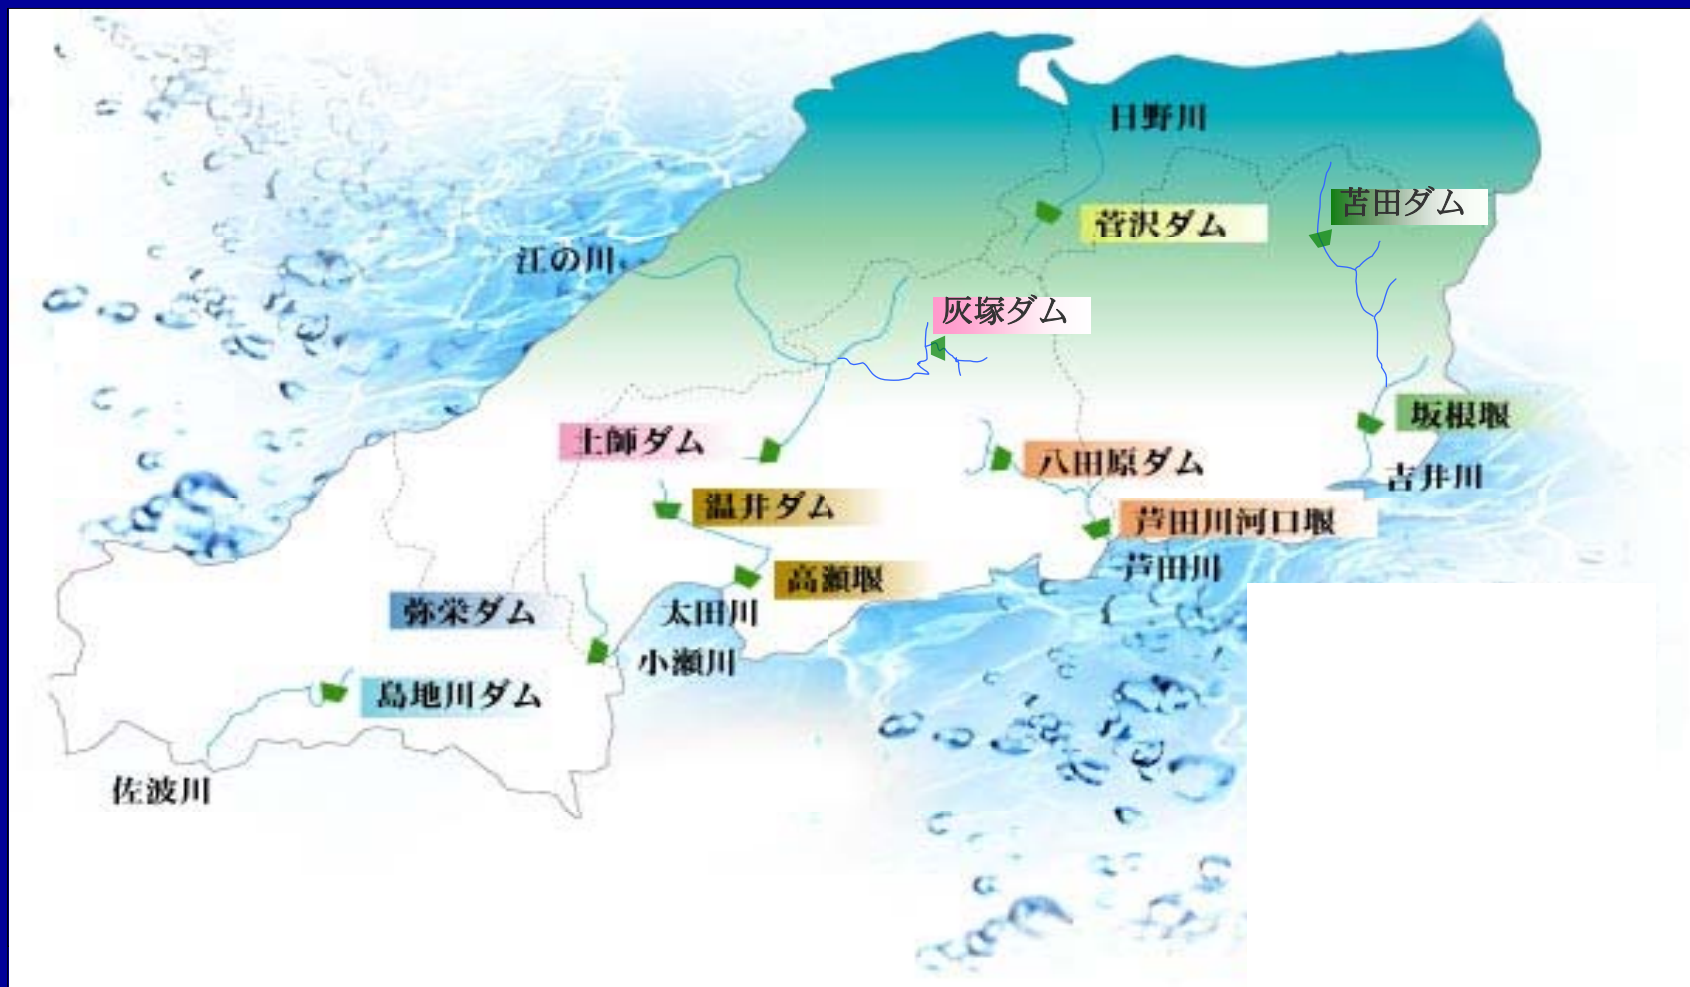 日野川
苫田ダム
菅沢ダム
江の川
灰塚ダム
坂根堰
土師ダム
八田原ダム
吉井川
温井ダム
芦田川河口堰
芦田川
高瀬堰
弥栄ダム
太田川
小瀬川
島地川ダム
佐波川